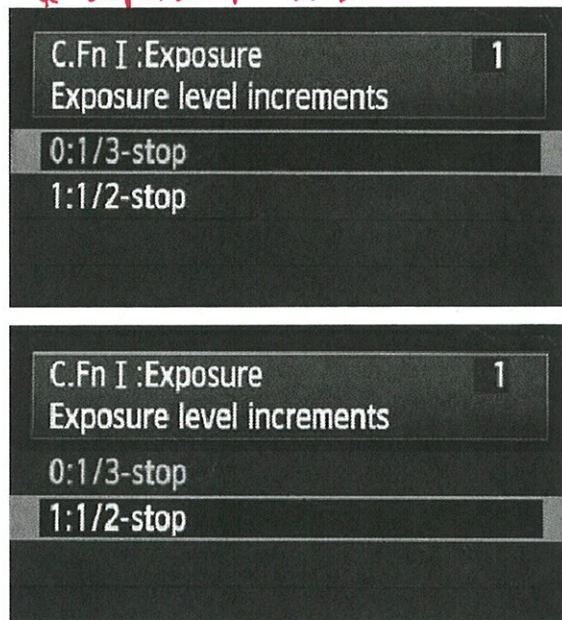 C.Fn I :Exposure 1
Exposure level increments
0:1/3-stop
1:1/2-stop
C.Fn I :Exposure 1
Exposure level increments
0:1/3-stop
1:1/2-stop